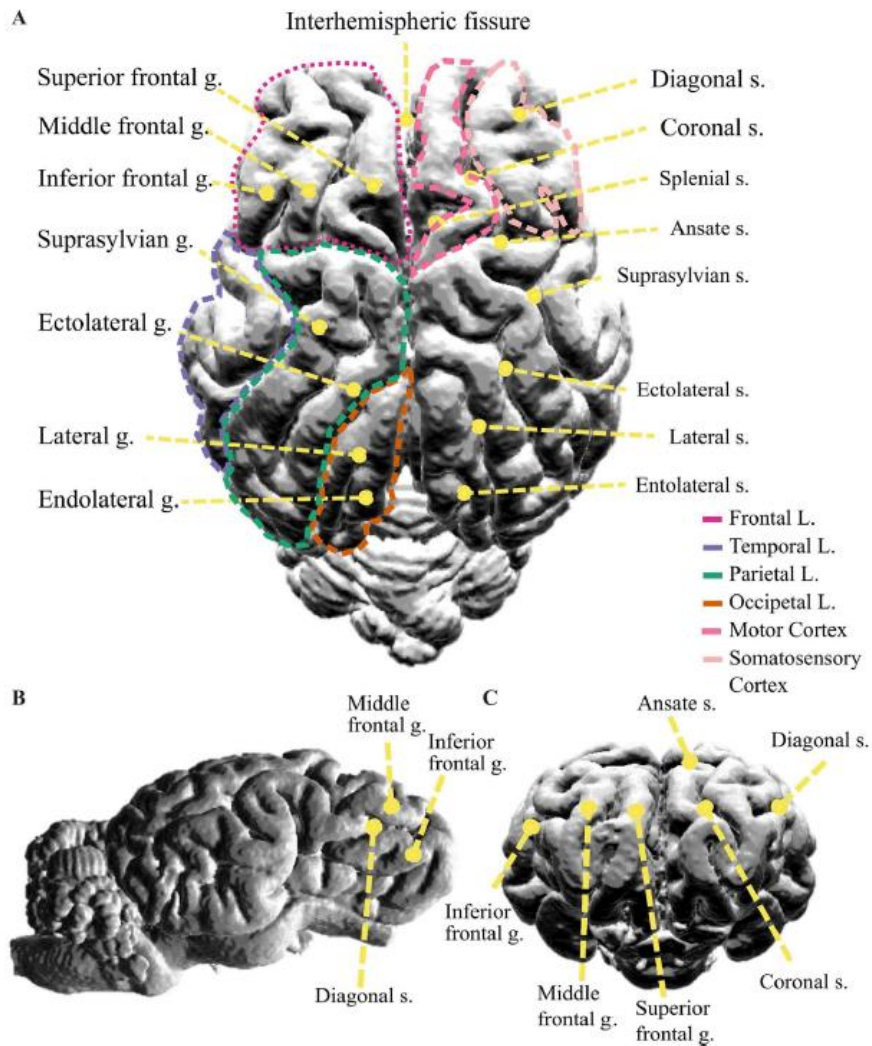 A
Interhemispheric fissure
Superior frontal g.
Middle frontal g.
Inferior frontal g.
Suprasylvian g.
Ectolateral g.
Lateral g.
Endolateral g.
Diagonal s.
Coronal s.
Splenial s.
Ansate s.
Suprasylvian s.
Ectolateral s.
Lateral s.
Entolateral s.
Frontal L.
Temporal L.
Parietal L.
Occipetal L.
Motor Cortex
Somatosensory
Cortex
B
Middle
frontal g.
Inferior
frontal g.
Diagonal s.
C
Ansate s.
Diagonal s.
Inferior
frontal g.
Middle
frontal g.
Superior
frontal g.
Coronal s.